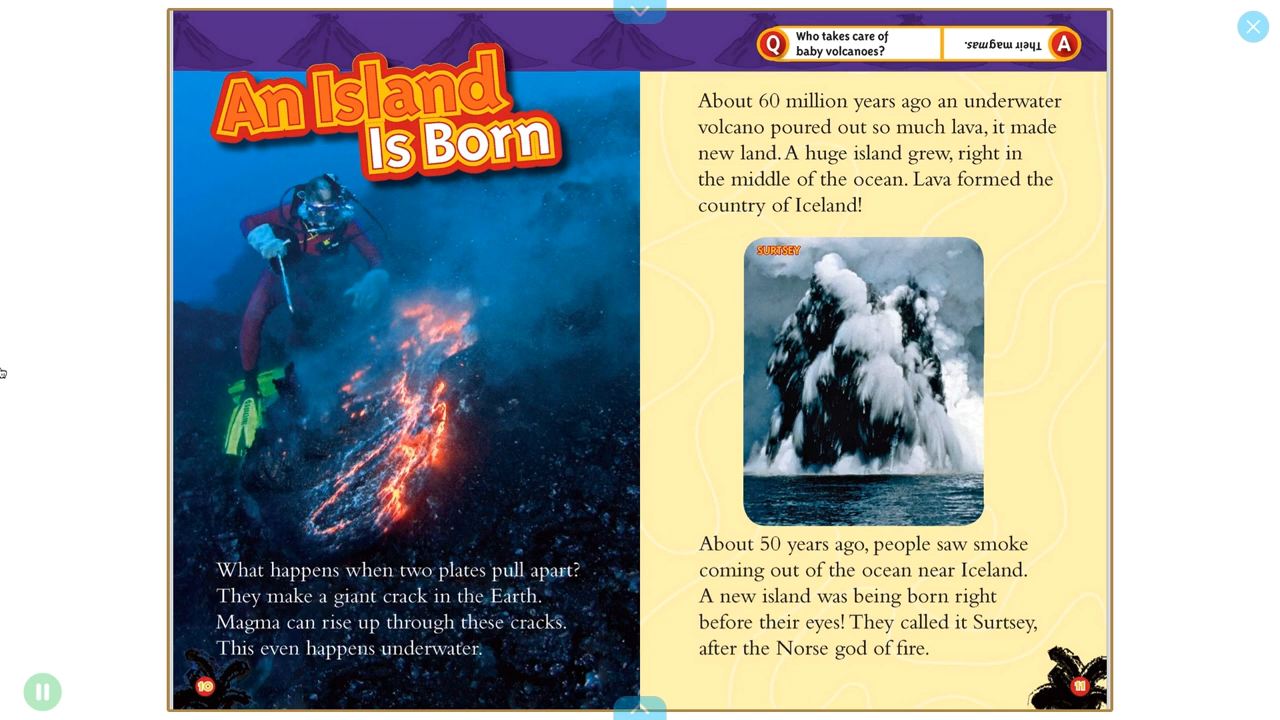 An Island
Is Born
What happens when two plates pull apart?
They make a giant crack in the Earth.
Magma can rise up through these cracks.
This even happens underwater.
10
Q
Who takes care of
baby volcanoes?
Their magmas.
A
About 60 million years ago an underwater
volcano poured out so much lava, it made
new land. A huge island grew, right in
the middle of the ocean. Lava formed the
country of Iceland!
SURTSEY
About 50 years ago, people saw smoke
coming out of the ocean near Iceland.
A new island was being born right
before their eyes! They called it Surtsey,
after the Norse god of fire.
11